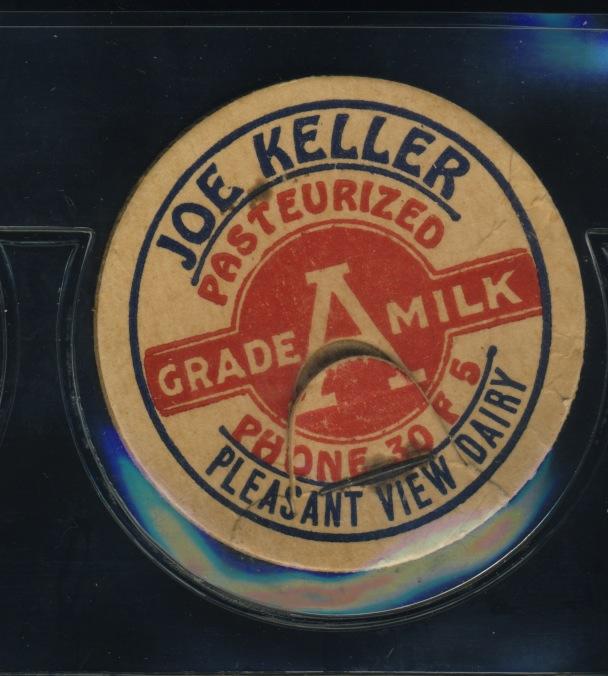 JOE KELLER
PASTEURIZED
GRADE A MILK
PHONE 30 F 5
PLEASANT VIEW DAIRY